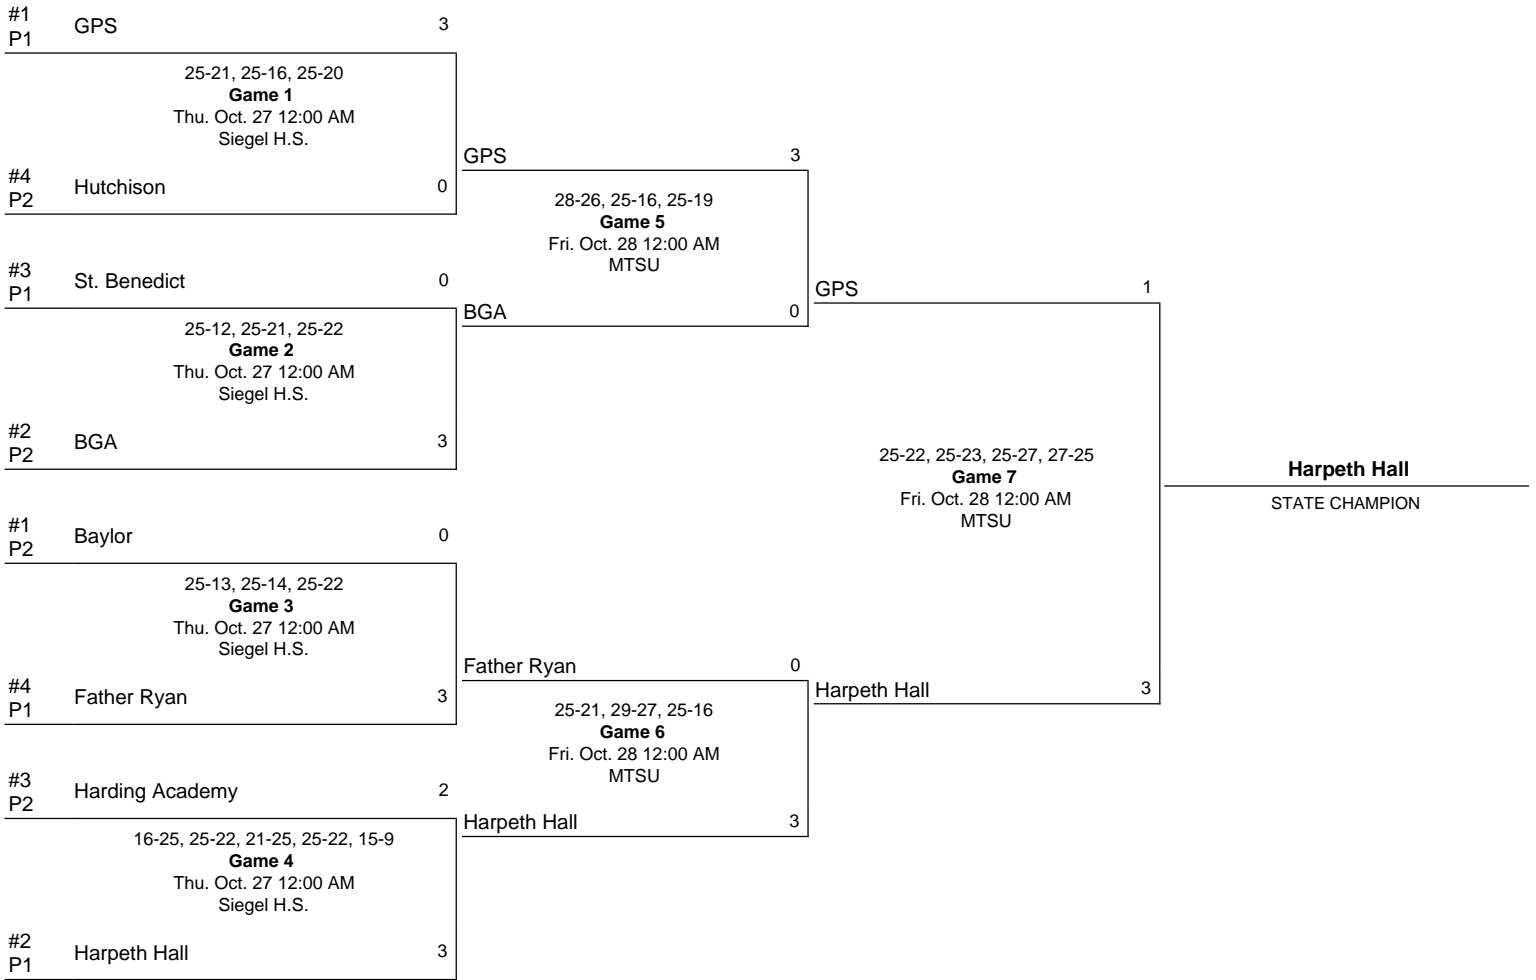 #1
P1
GPS 3
25-21, 25-16, 25-20
Game 1
Thu. Oct. 27 12:00 AM
Siegel H.S.
#4
P2
Hutchison 0
#3
P1
St. Benedict 0
25-12, 25-21, 25-22
Game 2
Thu. Oct. 27 12:00 AM
Siegel H.S.
#2
P2
BGA 3
#1
P2
Baylor 0
25-13, 25-14, 25-22
Game 3
Thu. Oct. 27 12:00 AM
Siegel H.S.
#4
P1
Father Ryan 3
#3
P2
Harding Academy 2
16-25, 25-22, 21-25, 25-22, 15-9
Game 4
Thu. Oct. 27 12:00 AM
Siegel H.S.
#2
P1
Harpeth Hall 3
GPS 3
28-26, 25-16, 25-19
Game 5
Fri. Oct. 28 12:00 AM
MTSU
BGA 0
Father Ryan 0
25-21, 29-27, 25-16
Game 6
Fri. Oct. 28 12:00 AM
MTSU
Harpeth Hall 3
GPS 1
25-22, 25-23, 25-27, 27-25
Game 7
Fri. Oct. 28 12:00 AM
MTSU
Harpeth Hall 3
Harpeth Hall
STATE CHAMPION